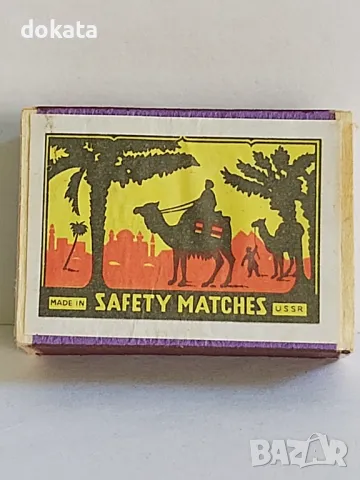 dokata
MADE IN SAFETY MATCHES USSR
BAZAR